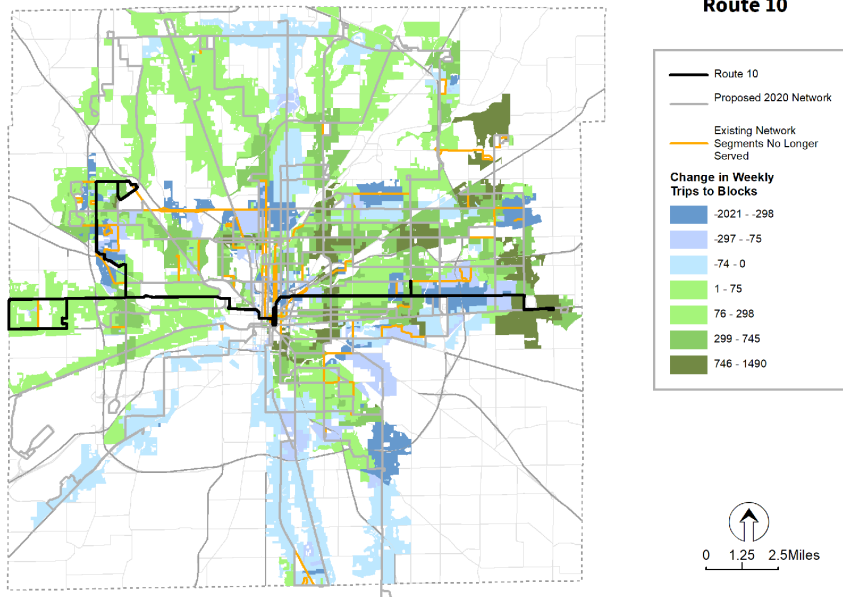 Route 10
Route 10
Proposed 2020 Network
Existing Network
Segments No Longer
Served
Change in Weekly
Trips to Blocks
-2021 - -298
-297 - -75
-74 - 0
1 - 75
76 - 298
299 - 745
746 - 1490
0 1.25 2.5Miles